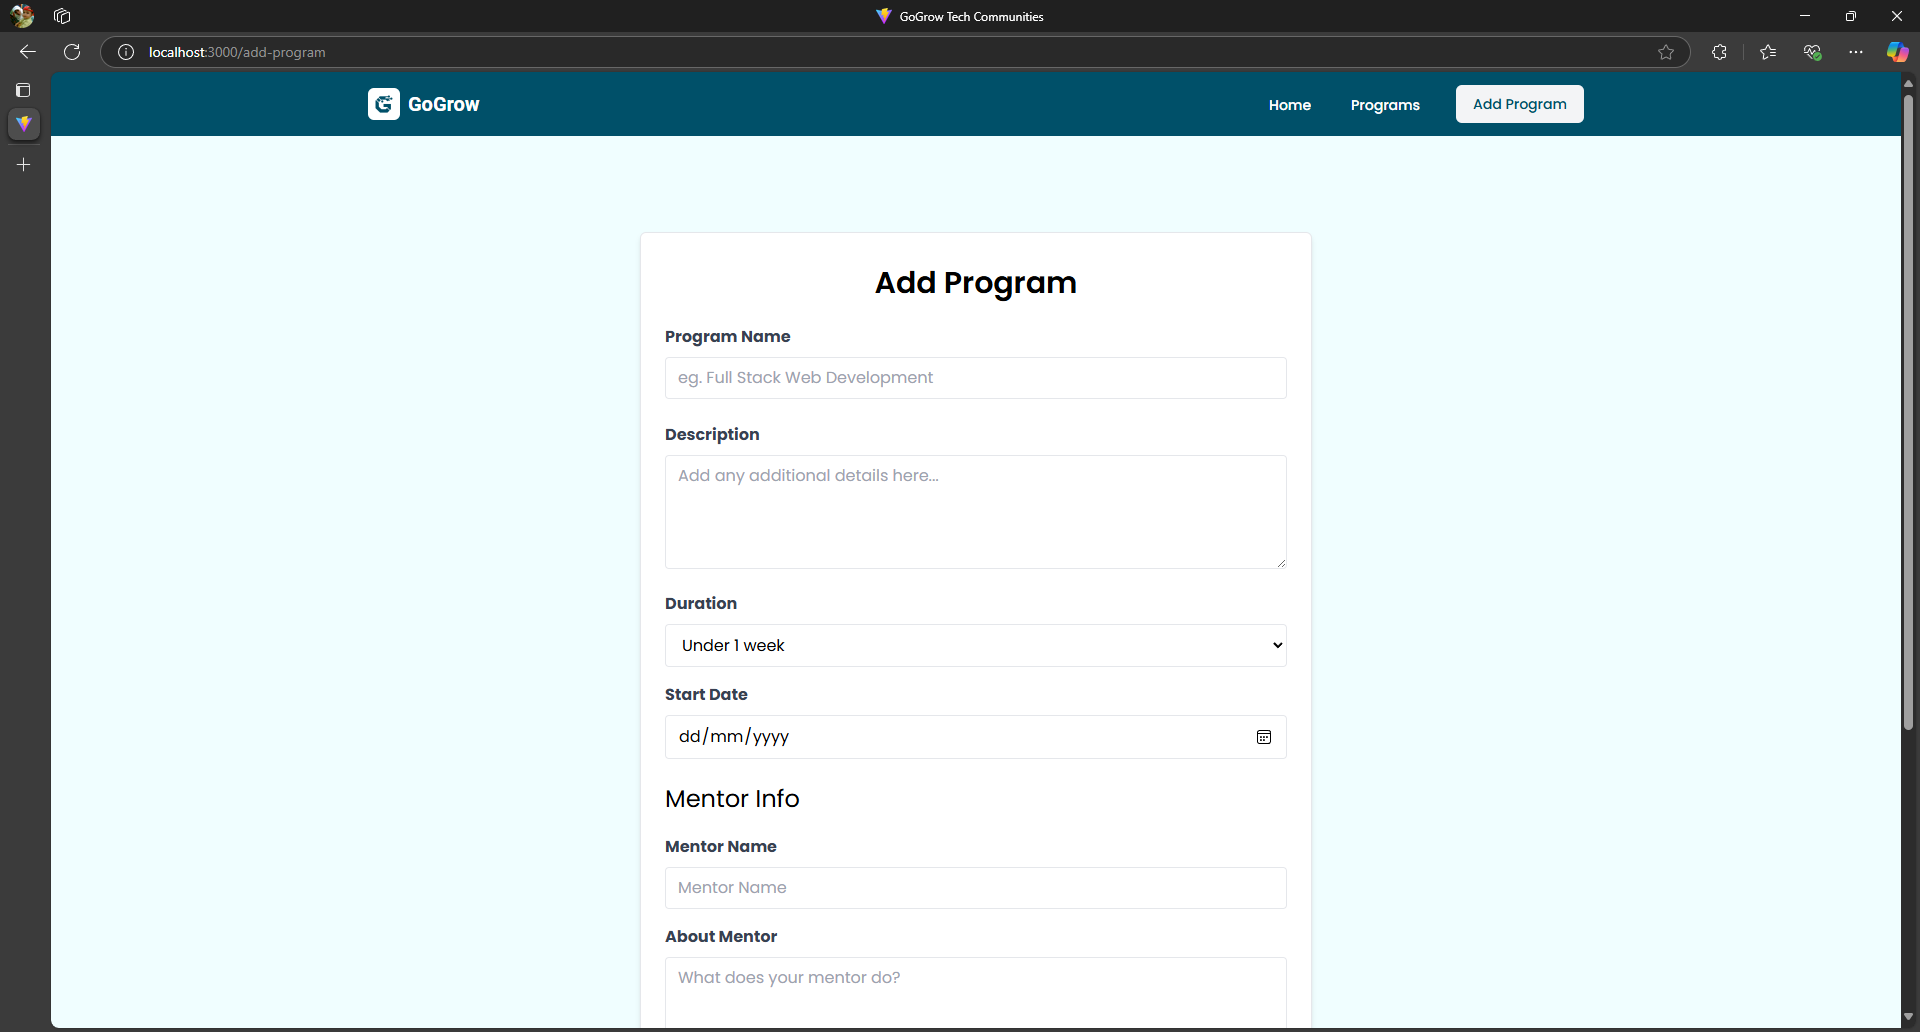 GoGrow Tech Communities
localhost:3000/add-program
GoGrow
Home
Programs
Add Program
Add Program
Program Name
eg. Full Stack Web Development
Description
Add any additional details here...
Duration
Under 1 week
Start Date
dd/mm/yyyy
Mentor Info
Mentor Name
Mentor Name
About Mentor
What does your mentor do?